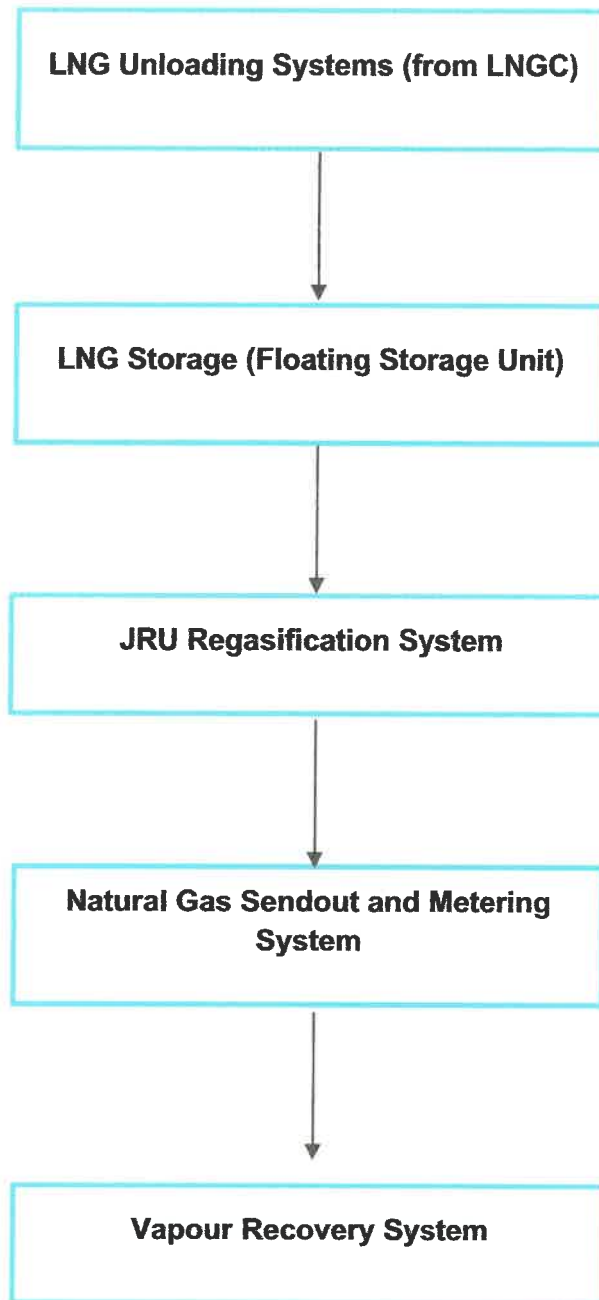 LNG Unloading Systems (from LNGC)
LNG Storage (Floating Storage Unit)
JRU Regasification System
Natural Gas Sendout and Metering
System
Vapour Recovery System